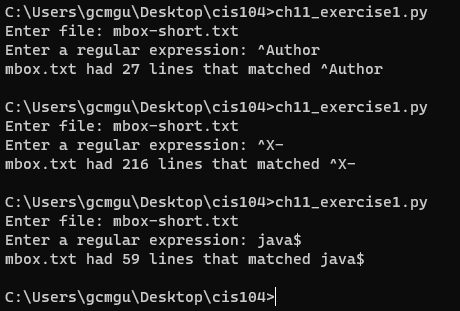 C:\Users\gcmgu\Desktop\cis104>ch11_exercise1.py
Enter file: mbox-short.txt
Enter a regular expression: ^Author
mbox.txt had 27 lines that matched ^Author
C:\Users\gcmgu\Desktop\cis104>ch11_exercise1.py
Enter file: mbox-short.txt
Enter a regular expression: ^X-
mbox.txt had 216 lines that matched ^X-
C:\Users\gcmgu\Desktop\cis104>ch11_exercise1.py
Enter file: mbox-short.txt
Enter a regular expression: java$
mbox.txt had 59 lines that matched java$
C:\Users\gcmgu\Desktop\cis104>